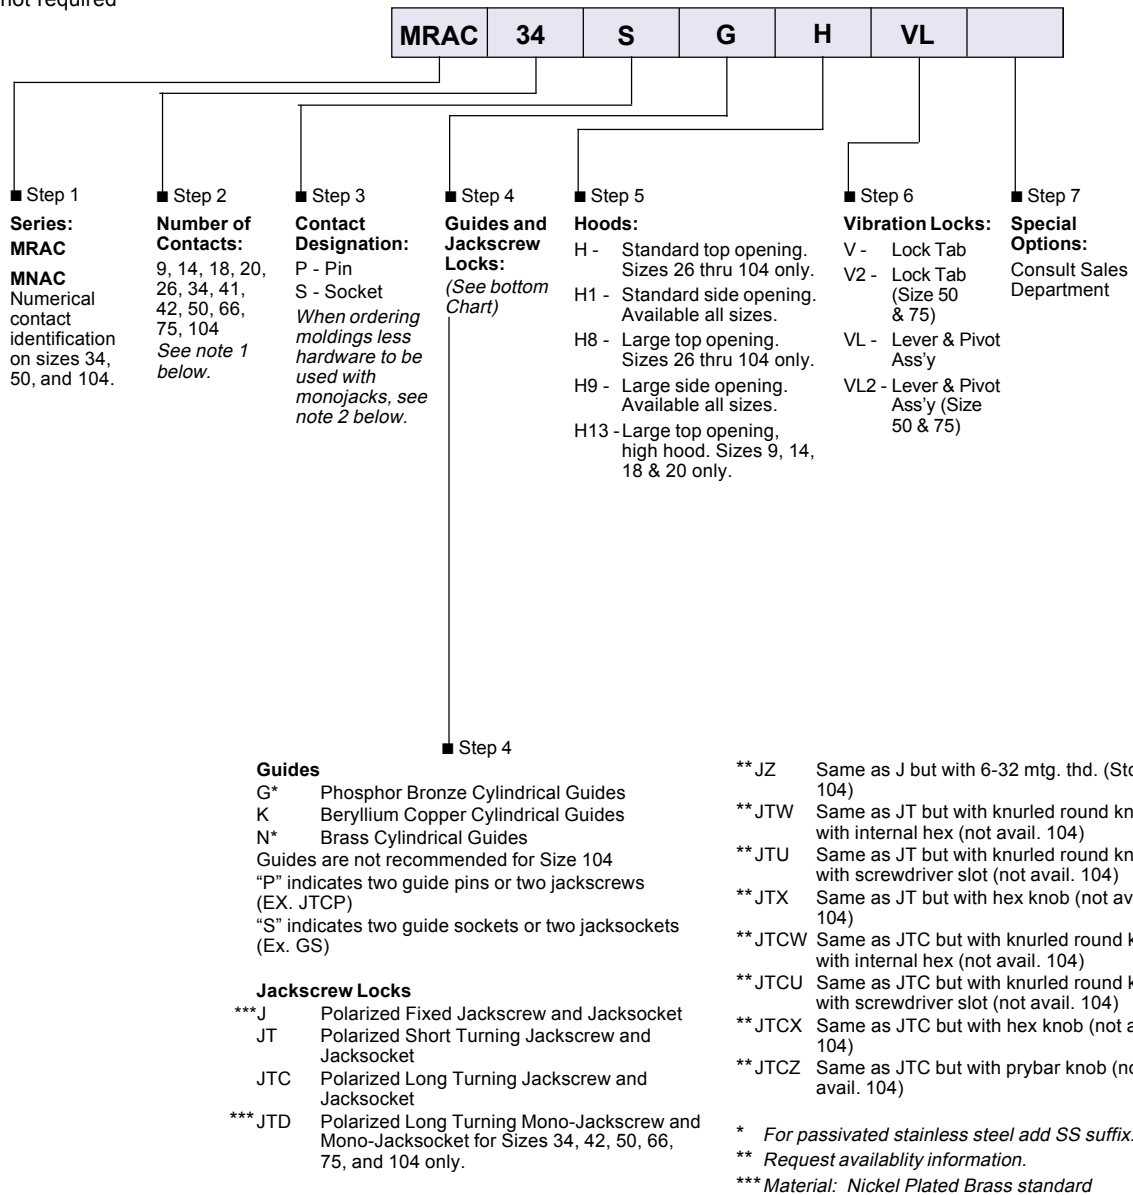 not required
MRAC 34 S G H VL
■ Step 1
Series:
MRAC
MNAC
Numerical
contact
identification
on sizes 34,
50, and 104.
■ Step 2
Number of
Contacts:
9, 14, 18, 20,
26, 34, 41,
42, 50, 66,
75, 104
See note 1
below.
■ Step 3
Contact
Designation:
P - Pin
S - Socket
When ordering
moldings less
hardware to be
used with
monojacks, see
note 2 below.
■ Step 4
Guides and
Jackscrew
Locks:
(See bottom
Chart)
■ Step 5
Hoods:
H - Standard top opening.
Sizes 26 thru 104 only.
H1 - Standard side opening.
Available all sizes.
H8 - Large top opening.
Sizes 26 thru 104 only.
H9 - Large side opening.
Available all sizes.
H13 - Large top opening,
high hood. Sizes 9, 14,
18 & 20 only.
■ Step 6
Vibration Locks:
V - Lock Tab
V2 - Lock Tab
(Size 50
& 75)
VL - Lever & Pivot
Ass'y
VL2 - Lever & Pivot
Ass'y (Size
50 & 75)
■ Step 7
Special
Options:
Consult Sales
Department
■ Step 4
Guides
G* Phosphor Bronze Cylindrical Guides
K Beryllium Copper Cylindrical Guides
N* Brass Cylindrical Guides
Guides are not recommended for Size 104
“P” indicates two guide pins or two jackscrews
(EX. JTCP)
“S” indicates two guide sockets or two jacksockets
(Ex. GS)
Jackscrew Locks
***J Polarized Fixed Jackscrew and Jacksocket
JT Polarized Short Turning Jackscrew and
Jacksocket
JTC Polarized Long Turning Jackscrew and
Jacksocket
***JTD Polarized Long Turning Mono-Jackscrew and
Mono-Jacksocket for Sizes 34, 42, 50, 66,
75, and 104 only.
**JZ Same as J but with 6-32 mtg. thd.
104)
**JTW Same as JT but with knurled round
with internal hex (not avail. 104)
**JTU Same as JT but with knurled round
with screwdriver slot (not avail. 104)
**JTX Same as JT but with hex knob (not
104)
**JTCW Same as JTC but with knurled round
with internal hex (not avail. 104)
**JTCU Same as JTC but with knurled round
with screwdriver slot (not avail. 104)
**JTCX Same as JTC but with hex knob (not
104)
**JTCZ Same as JTC but with prybar knob
avail. 104)
* For passivated stainless steel add SS suffix.
** Request availablity information.
*** Material: Nickel Plated Brass standard